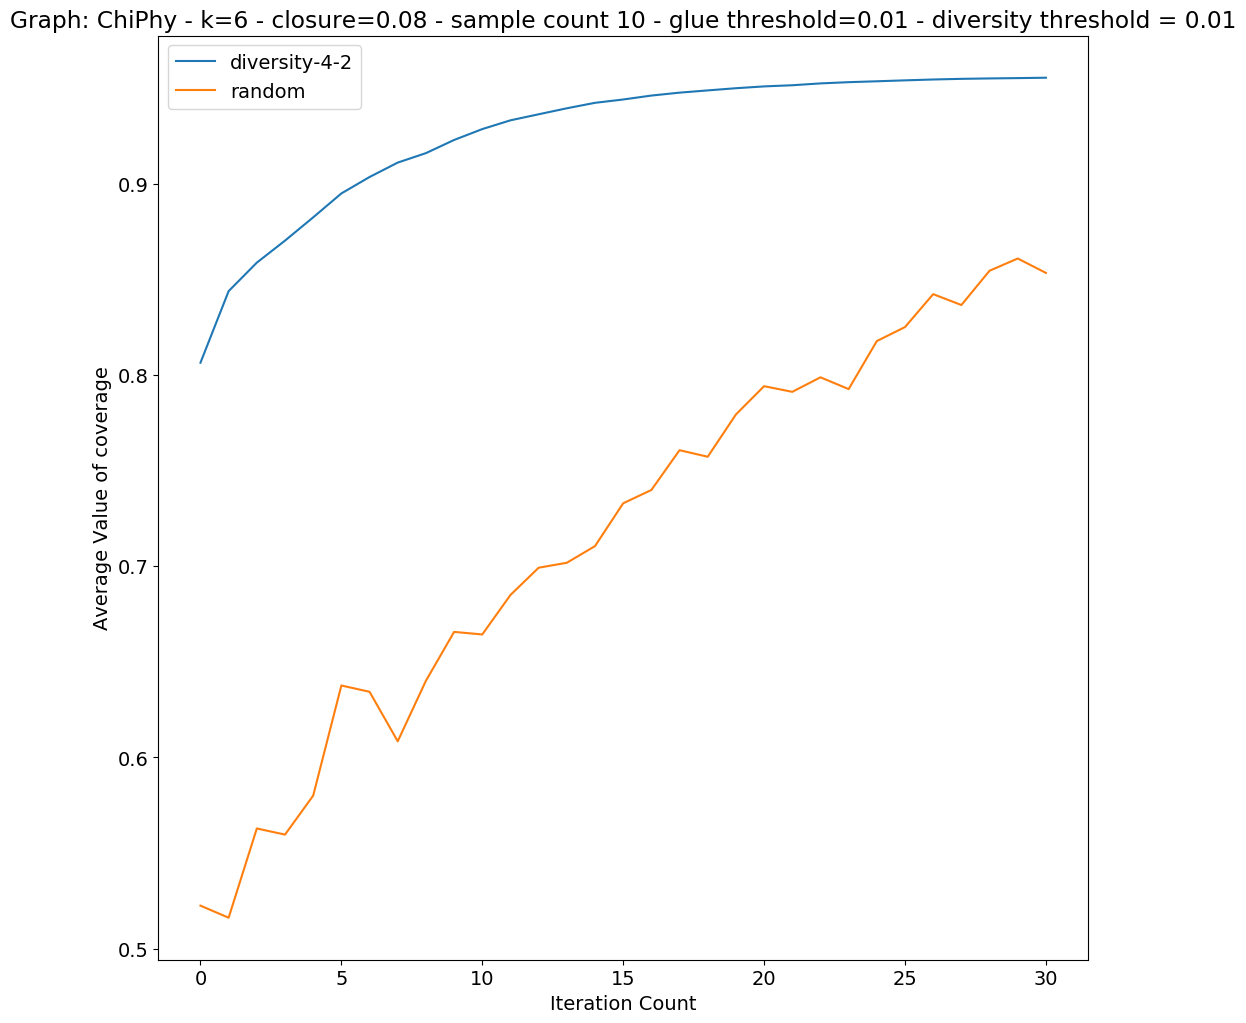 Graph: ChiPhy - k=6 - closure=0.08 - sample count 10 - glue threshold=0.01 - diversity threshold = 0.01
diversity-4-2
random
0.9
0.8
0.7
0.6
0.5
Average Value of coverage
0 5 10 15 20 25 30
Iteration Count